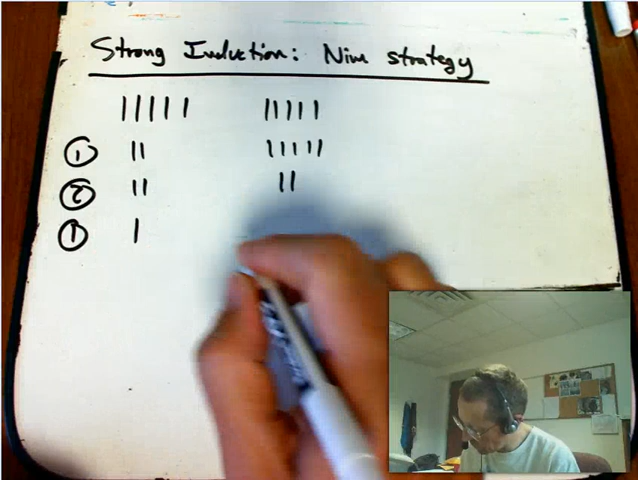 Strong Induction: Nim strategy
||||| |||||
① || |||||
② || ||
① |